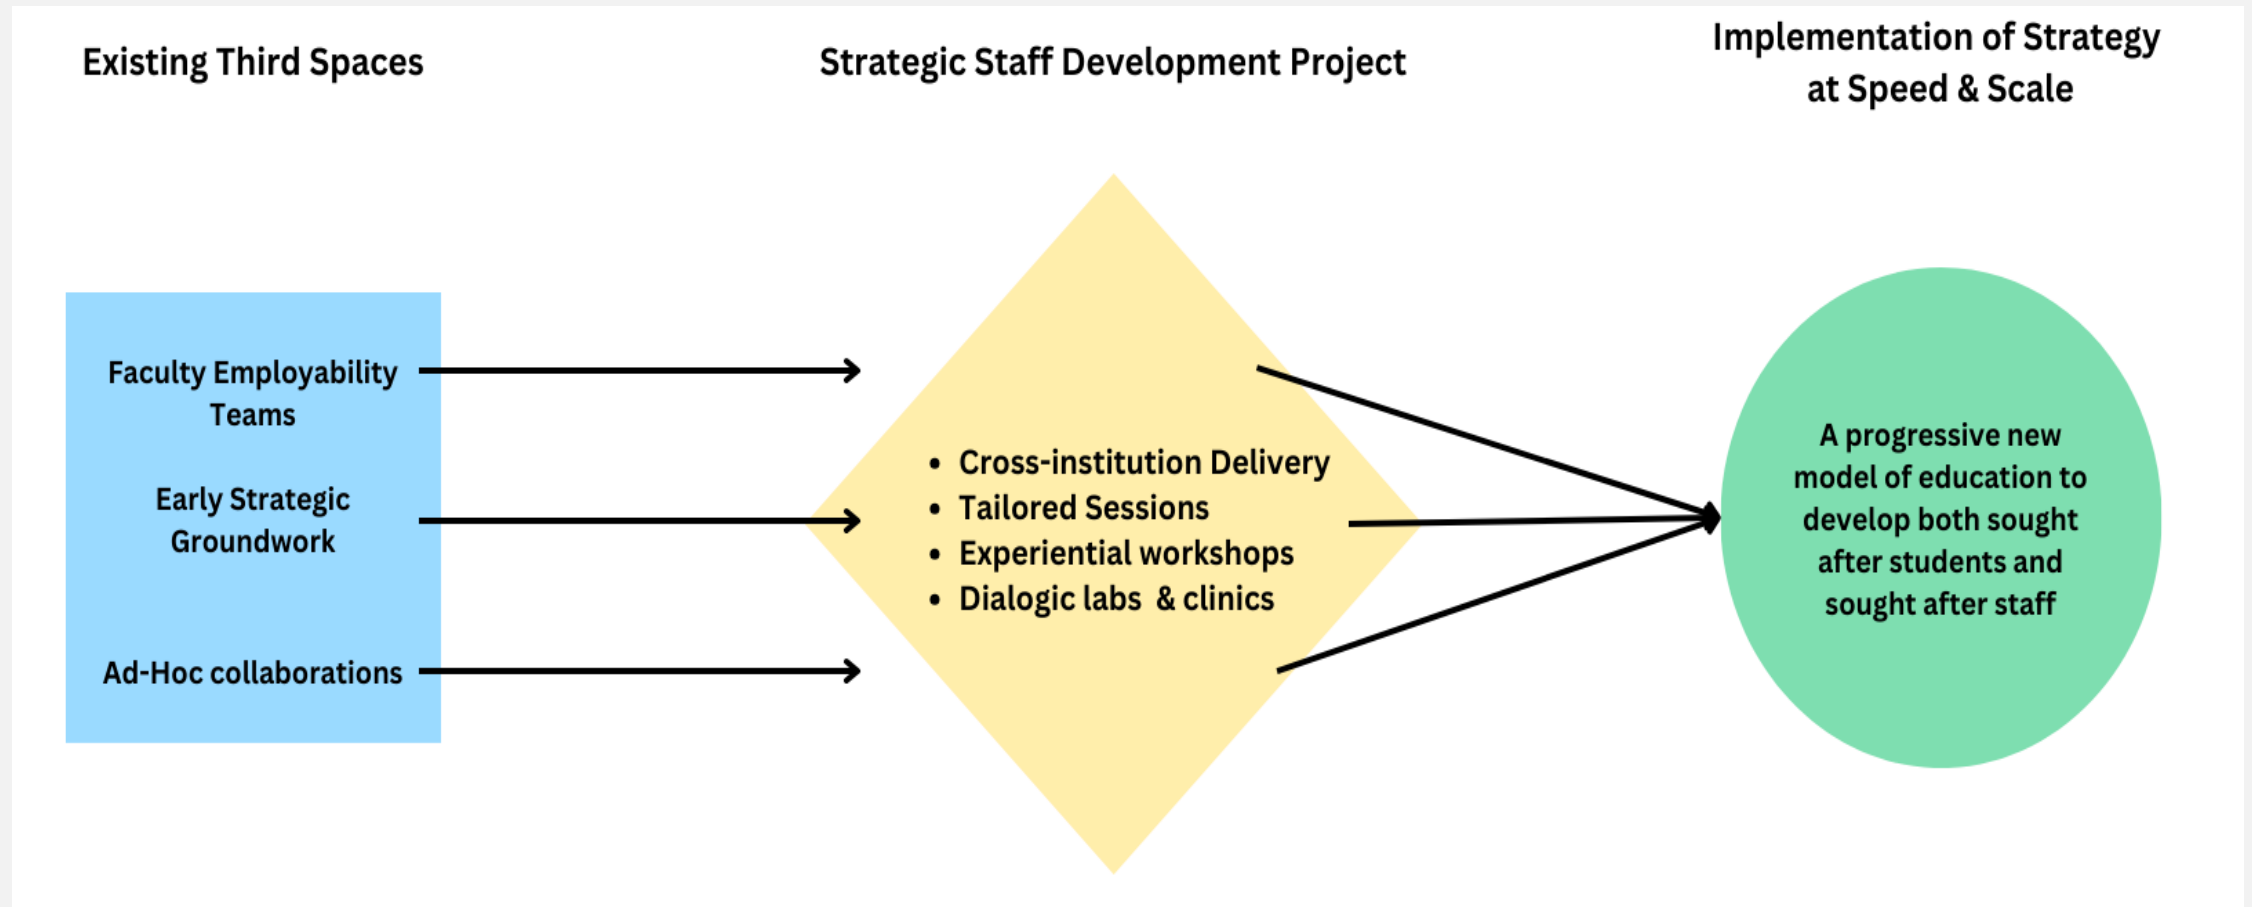 Existing Third Spaces
Strategic Staff Development Project
Implementation of Strategy
at Speed & Scale
Faculty Employability
Teams
Early Strategic
Groundwork
Ad-Hoc collaborations
• Cross-institution Delivery
• Tailored Sessions
• Experiential workshops
• Dialogic labs  & clinics
A progressive new
model of education to
develop both sought
after students and
sought after staff